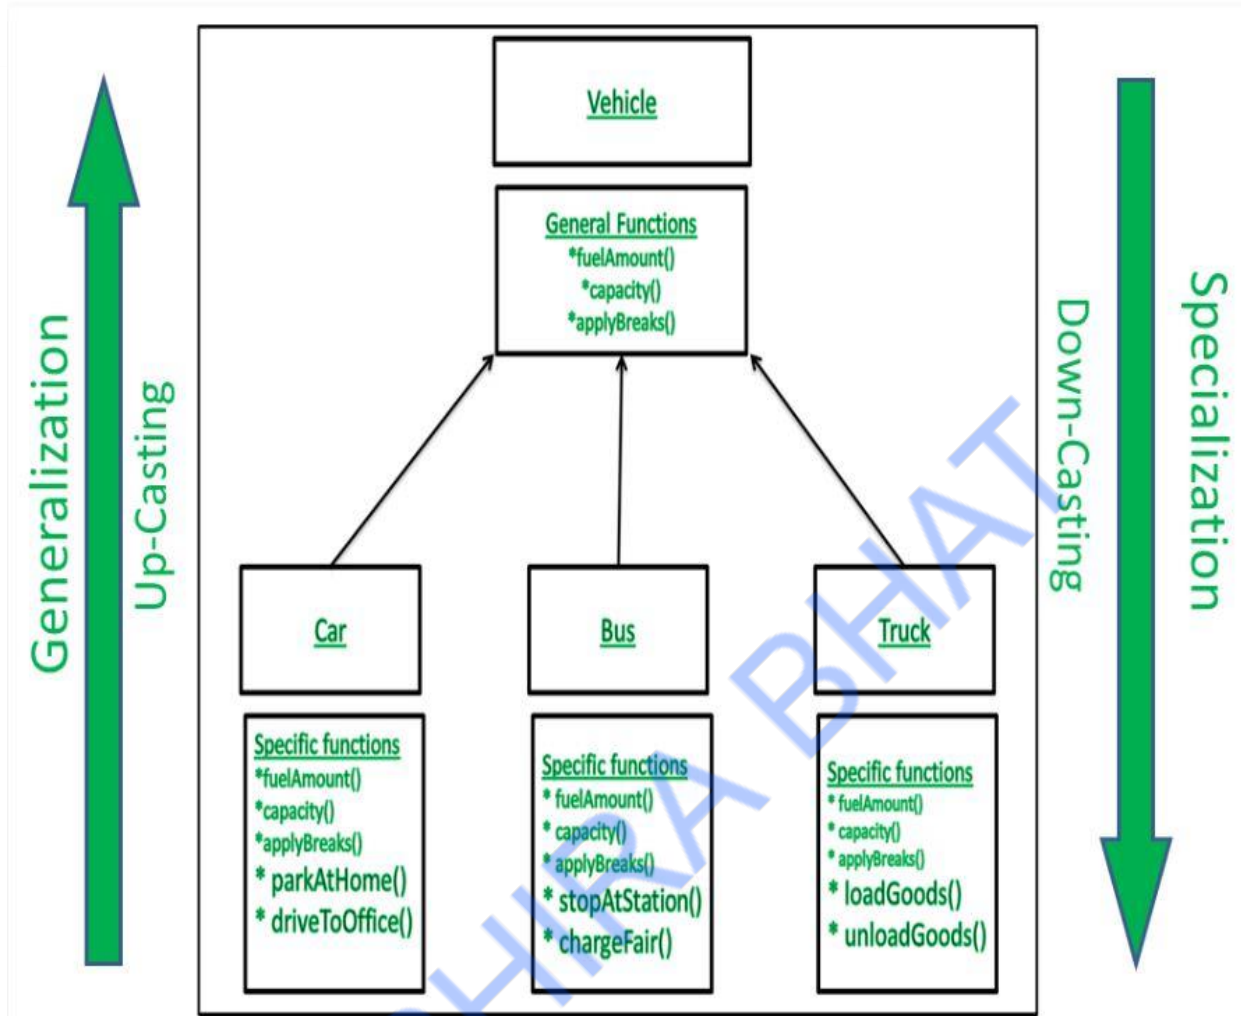 Vehicle
General Functions
*fuelAmount()
*capacity()
*applyBreaks()
Generalization
Up-Casting
Down-Casting
Specialization
Car
Specific functions
*fuelAmount()
*capacity()
*applyBreaks()
* parkAtHome()
* driveToOffice()
Bus
Specific functions
* fuelAmount()
* capacity()
* applyBreaks()
* stopAtStation()
* chargeFair()
Truck
Specific functions
* fuelAmount()
* capacity()
* applyBreaks()
* loadGoods()
* unloadGoods()
HIRA BHAT